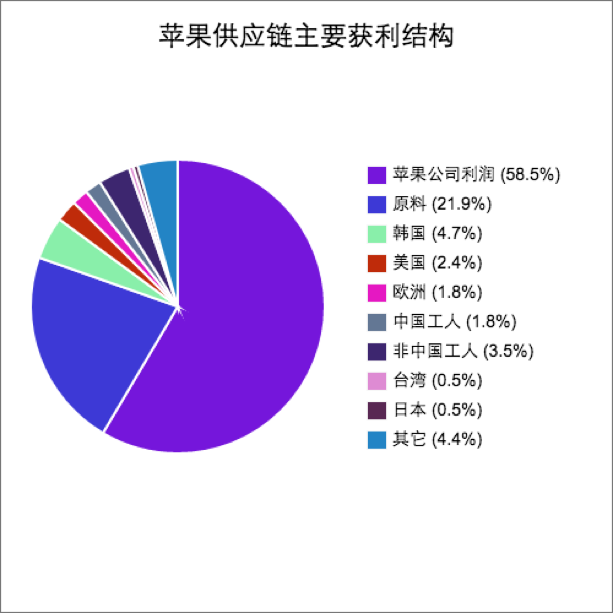 苹果供应链主要获利结构
苹果公司利润 (58.5%)
原料 (21.9%)
韩国 (4.7%)
美国 (2.4%)
欧洲 (1.8%)
中国工人 (1.8%)
非中国工人 (3.5%)
台湾 (0.5%)
日本 (0.5%)
其它 (4.4%)